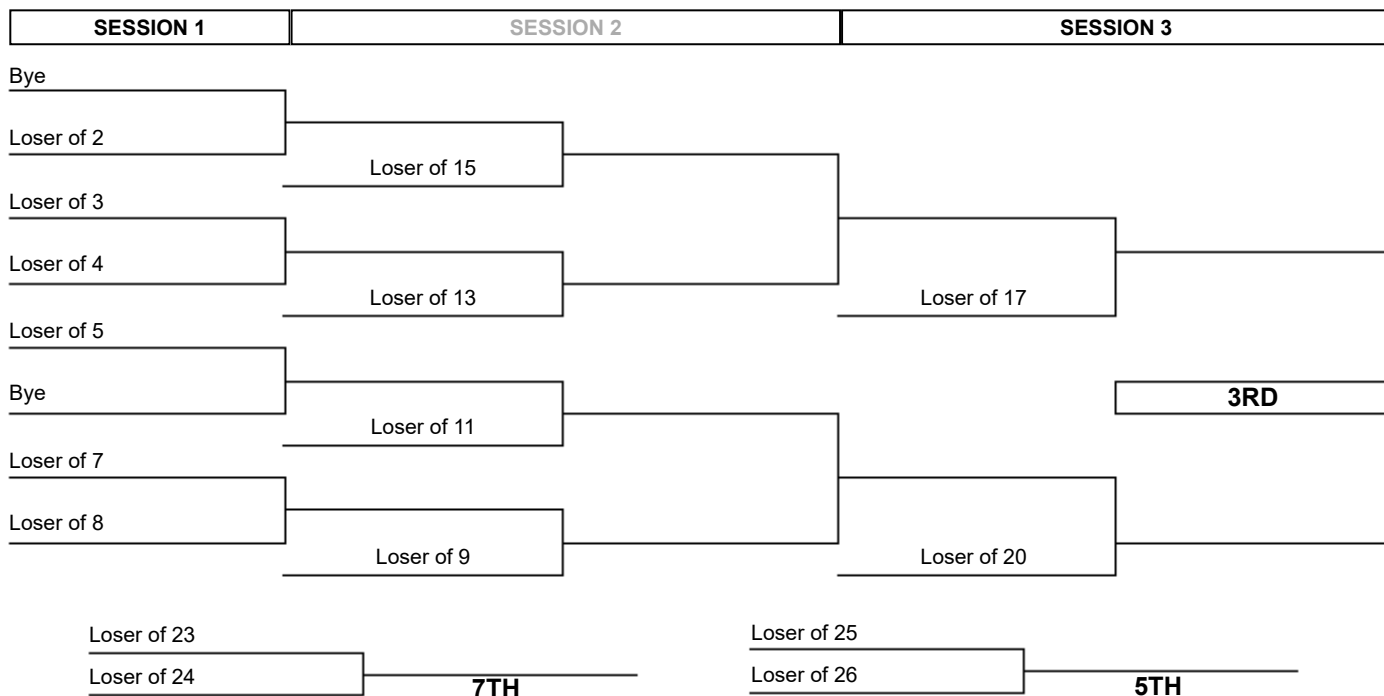 SESSION 1
SESSION 2
SESSION 3
Bye
Loser of 2
Loser of 15
Loser of 3
Loser of 4
Loser of 13
Loser of 17
Loser of 5
Bye
3RD
Loser of 11
Loser of 7
Loser of 8
Loser of 9
Loser of 20
Loser of 23
Loser of 24
7TH
Loser of 25
Loser of 26
5TH